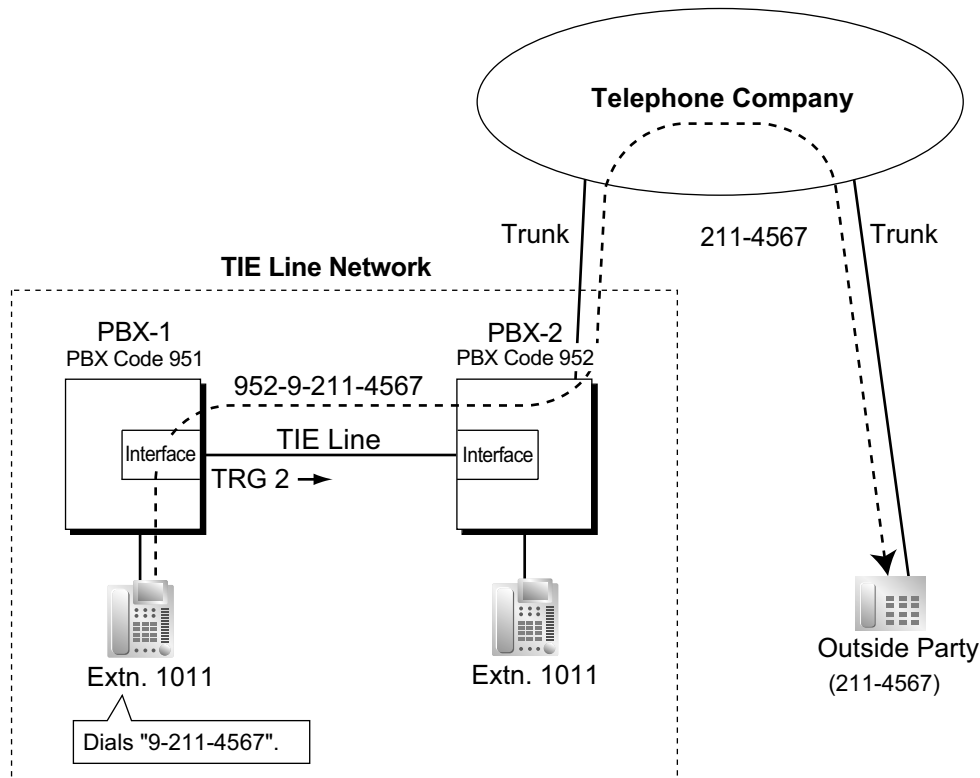 Telephone Company
Trunk
211-4567
Trunk
TIE Line Network
PBX-1
PBX Code 951
PBX-2
PBX Code 952
952-9-211-4567
TIE Line
Interface
Interface
TRG 2
Extn. 1011
Extn. 1011
Outside Party
(211-4567)
Dials "9-211-4567".